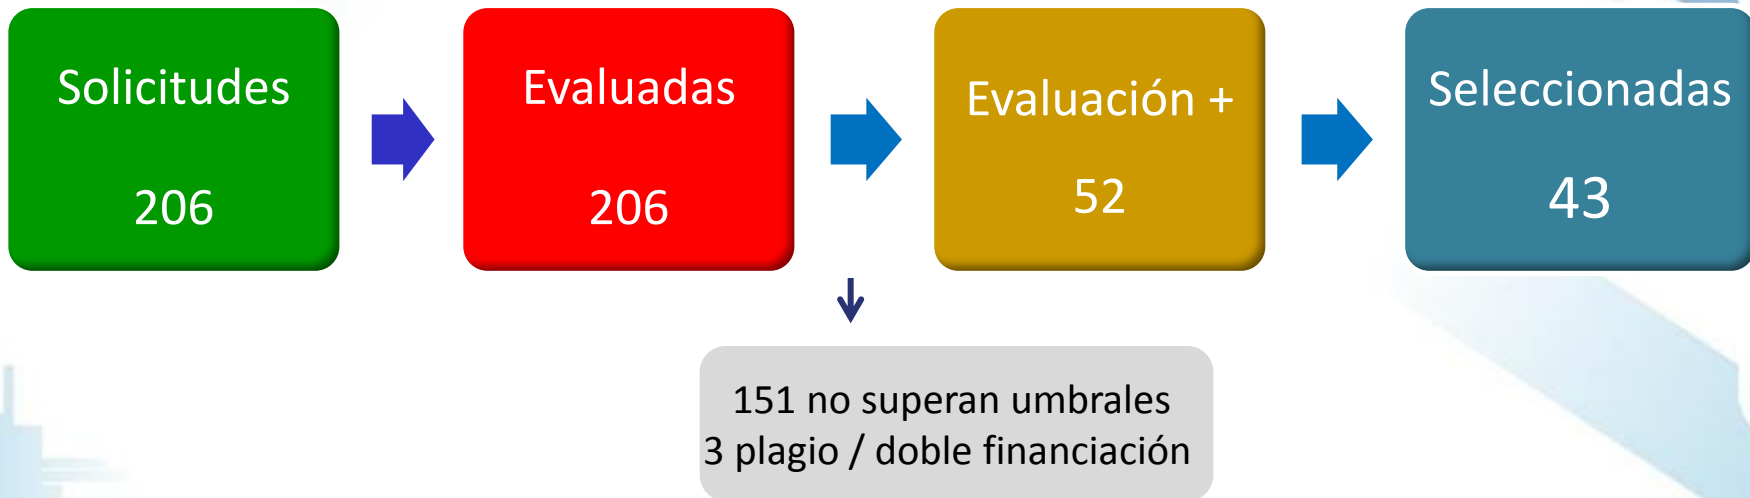 Solicitudes
206
Evaluadas
206
Evaluación +
52
Seleccionadas
43
151 no superan umbrales
3 plagio / doble financiación